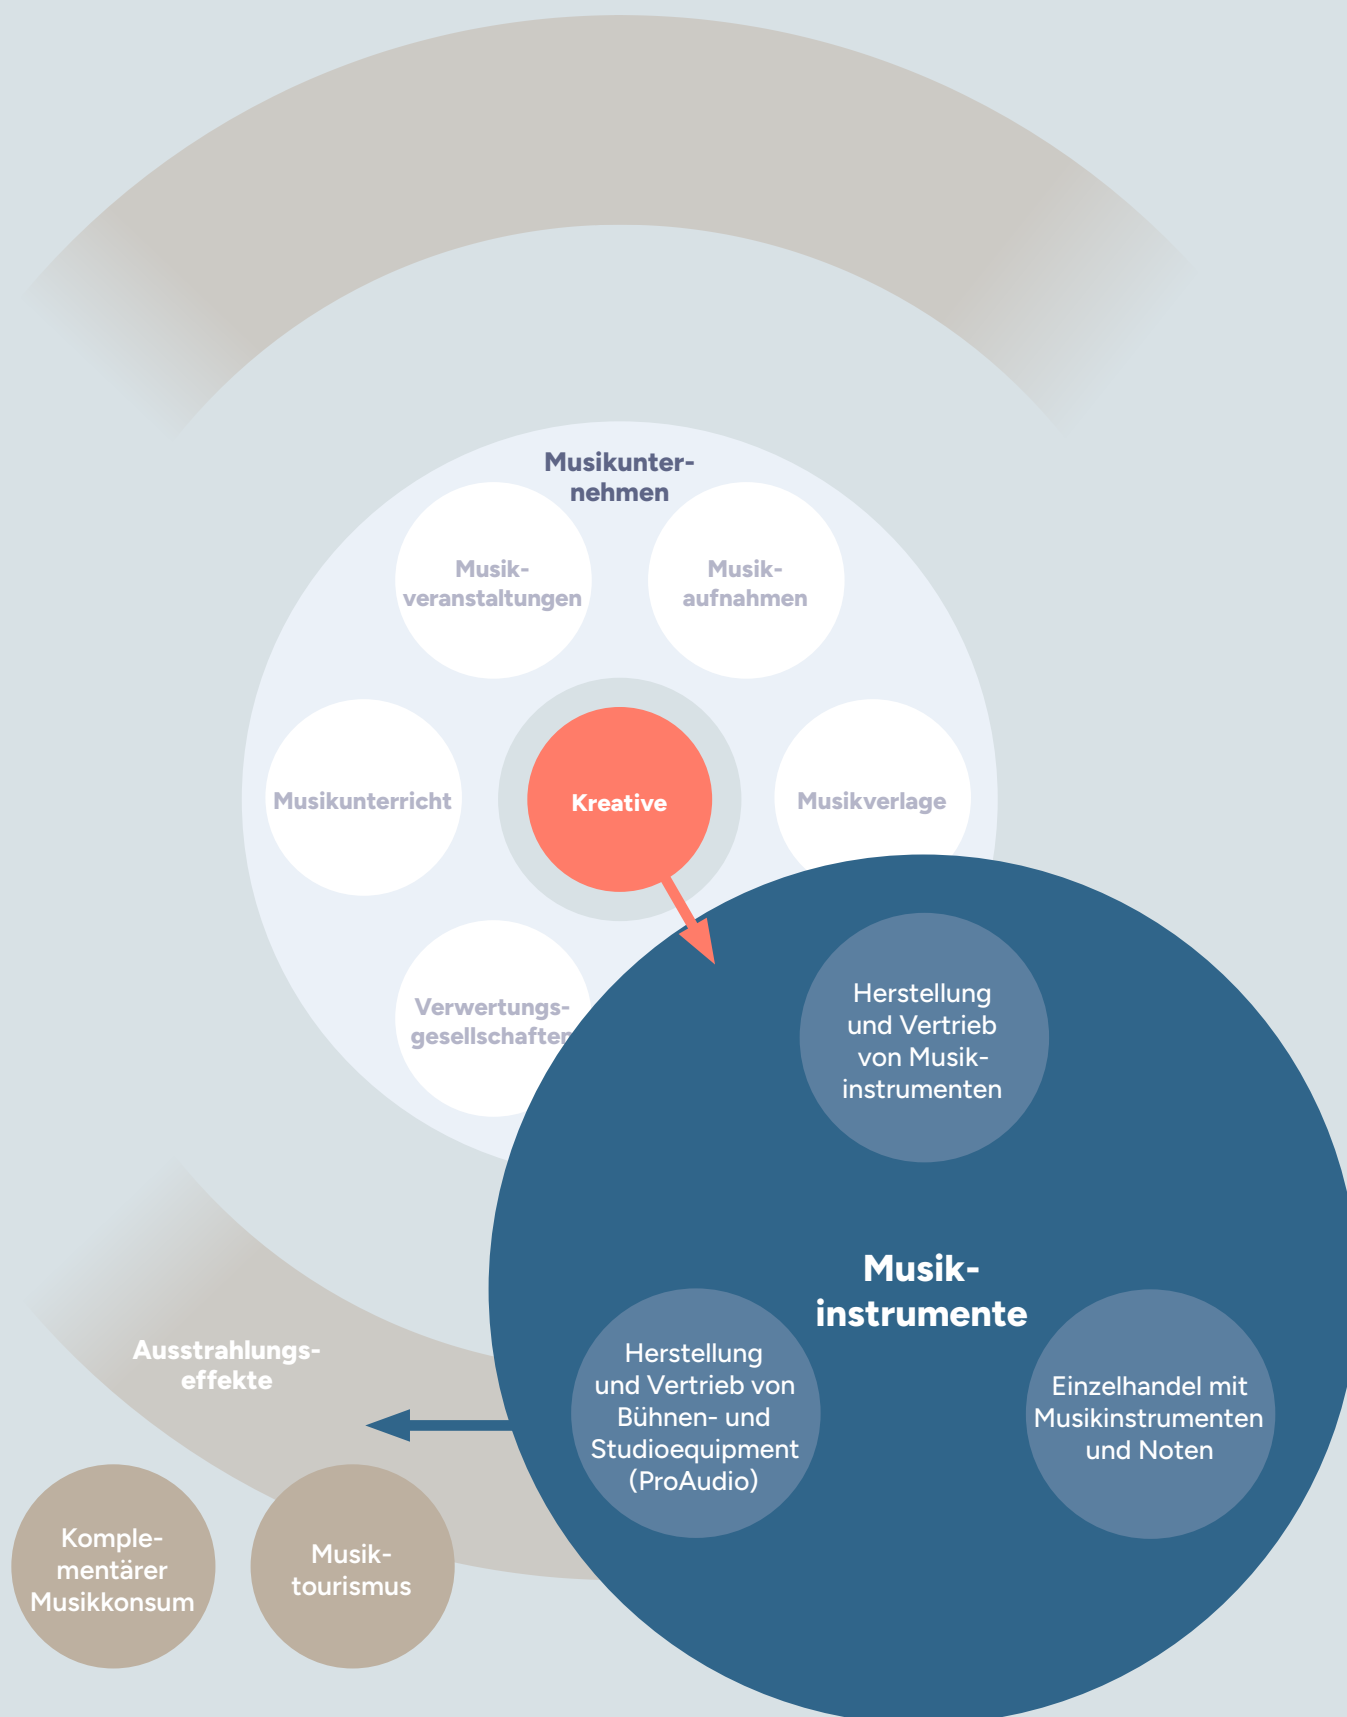 Musikunter-
nehmen
Musik-
veranstaltungen
Musik-
aufnahmen
Musikunterricht
Kreative
Musikverlage
Verwertungs-
gesellschaften
Herstellung
und Vertrieb
von Musik-
instrumenten
Musik-
instrumente
Herstellung
und Vertrieb von
Bühnen- und
Studioequipment
(ProAudio)
Einzelhandel mit
Musikinstrumenten
und Noten
Ausstrahlungs-
effekte
Komple-
mentärer
Musikkonsum
Musik-
tourismus